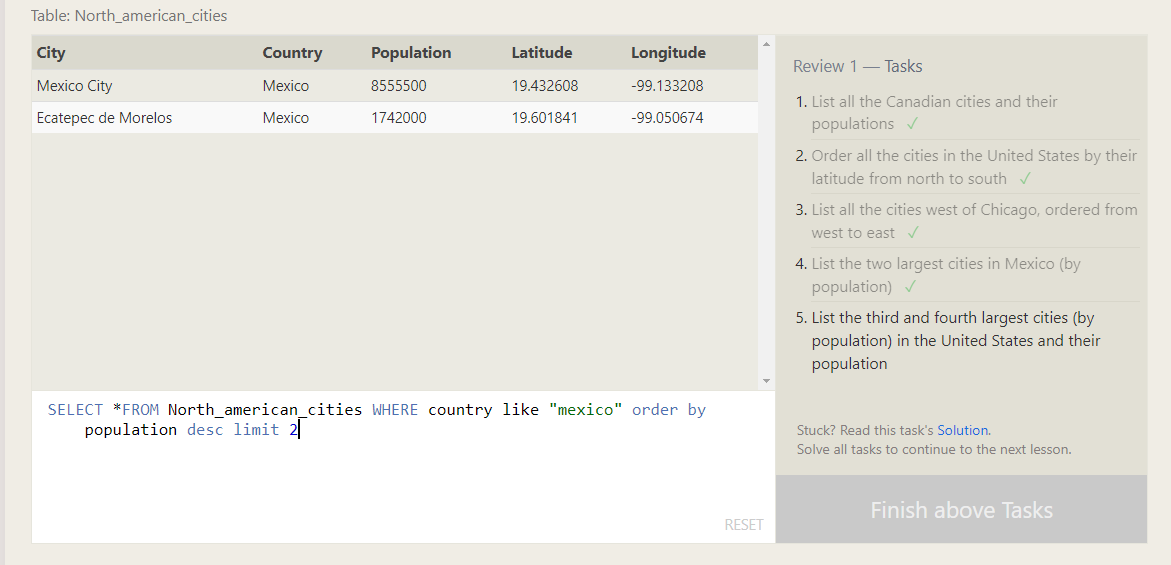 Table: North_american_cities
City Country Population Latitude Longitude
Mexico City Mexico 8555500 19.432608 -99.133208
Ecatepec de Morelos Mexico 1742000 19.601841 -99.050674
SELECT *FROM North_american_cities WHERE country like "mexico" order by
population desc limit 2
RESET
Review 1 — Tasks
1. List all the Canadian cities and their
populations ✓
2. Order all the cities in the United States by their
latitude from north to south ✓
3. List all the cities west of Chicago, ordered from
west to east ✓
4. List the two largest cities in Mexico (by
population) ✓
5. List the third and fourth largest cities (by
population) in the United States and their
population
Stuck? Read this task's Solution.
Solve all tasks to continue to the next lesson.
Finish above Tasks